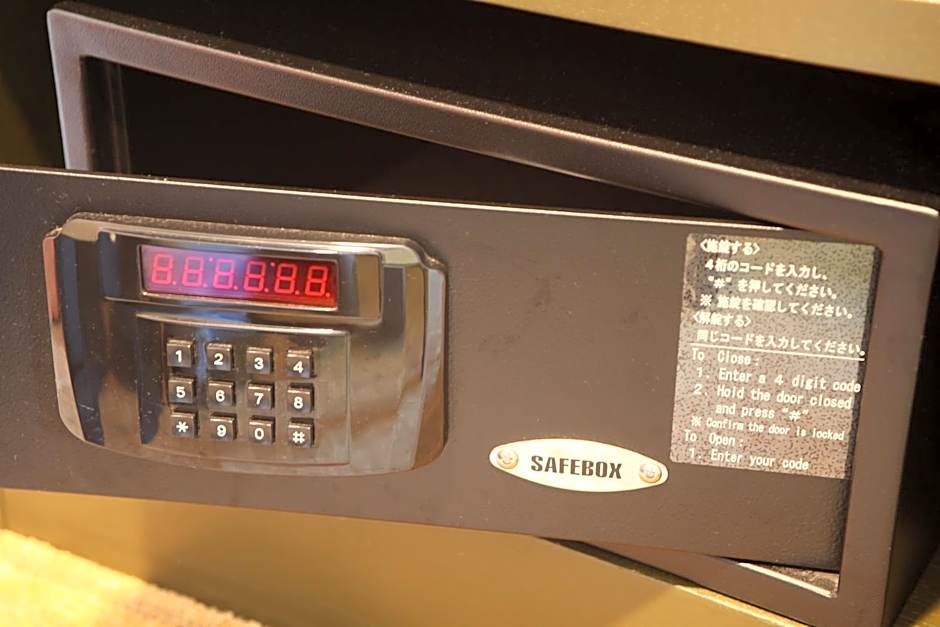 8.8.8.8.8.8.
1 2 3 4
5 6 7 8
* 9 0 #
SAFEBOX
〈施錠する〉
4桁のコードを入力し、
"#" を押してください。
※ 施錠を確認してください。
〈解錠する〉
同じコードを入力してください。
To Close:
1. Enter a 4 digit code
2. Hold the door closed
and press "#".
※ Confirm the door is locked
To Open:
1. Enter your code